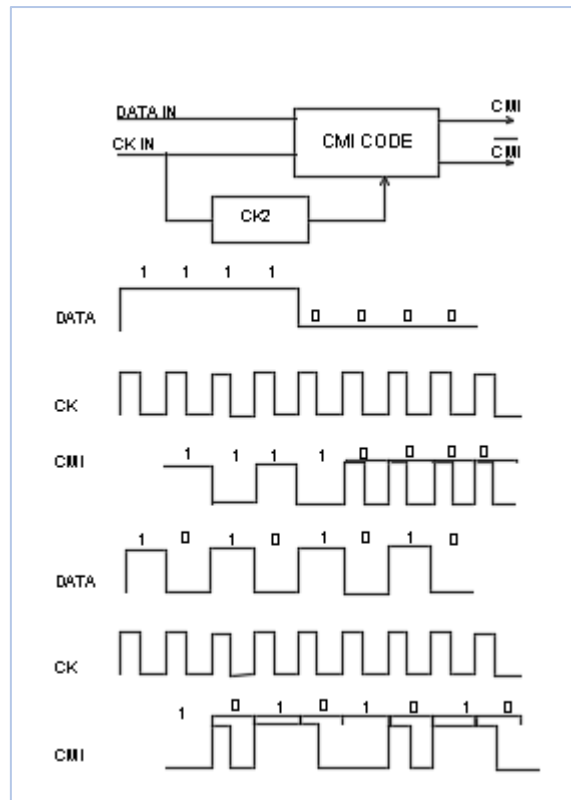 DATA IN
CMI
CK IN
CMI CODE
CMI
CK2
1 1 1 1
DATA
0 0 0 0
CK
CMI
1 1 1 1 0 0 0 0
1 0 1 0 1 0 1 0
DATA
CK
1 0 1 0 1 0 1 0
CMI